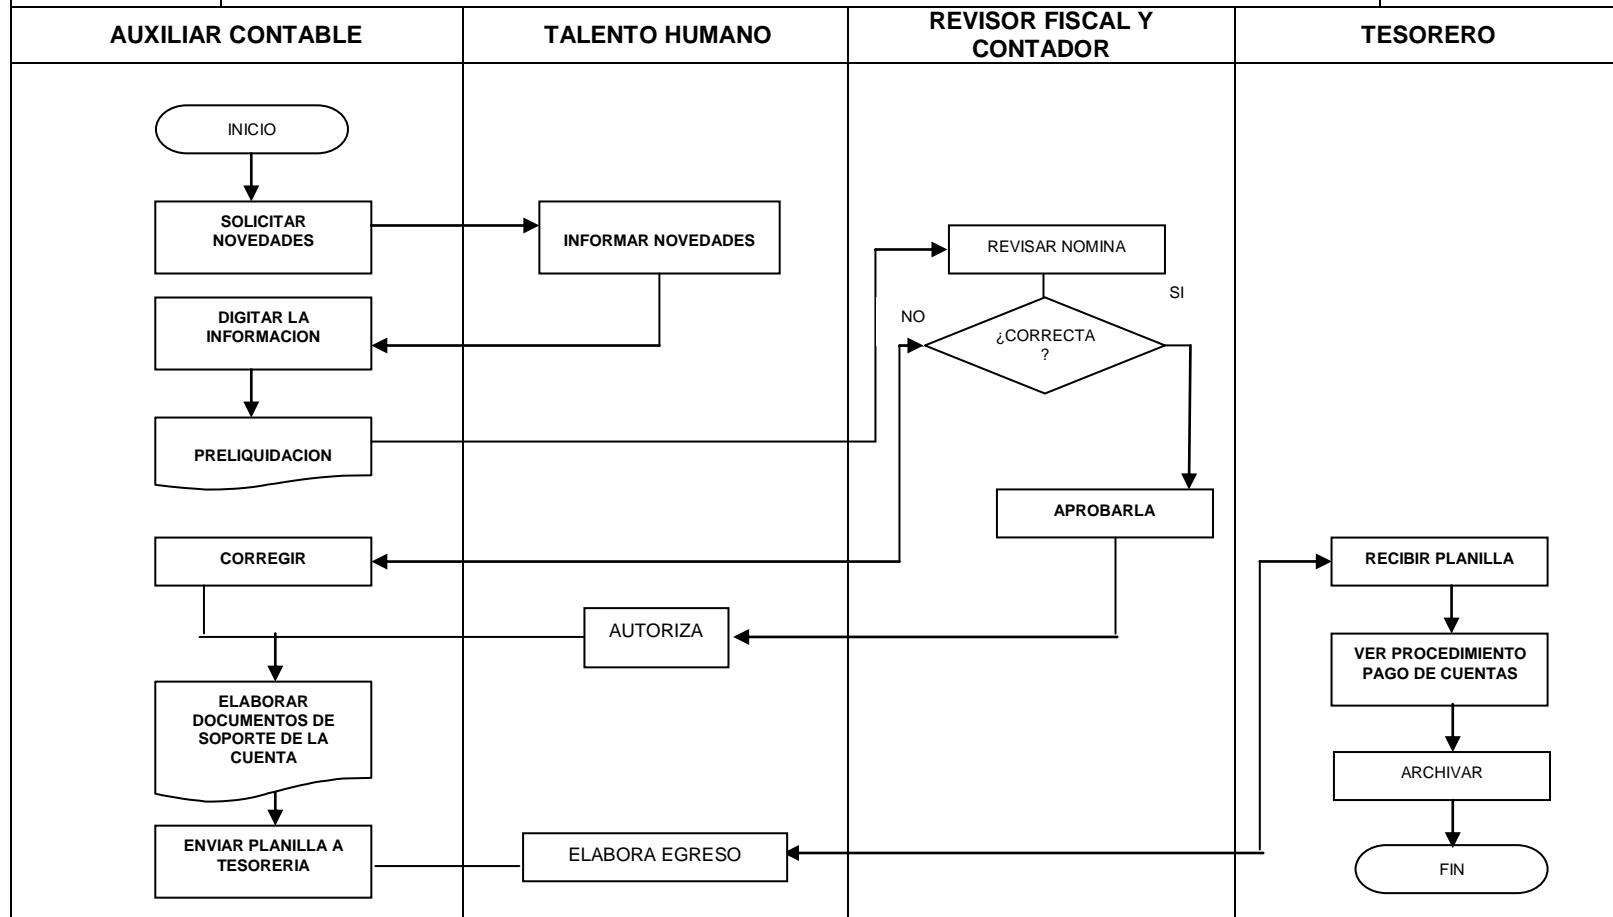 AUXILIAR CONTABLE
TALENTO HUMANO
REVISOR FISCAL Y
CONTADOR
TESORERO
INICIO
SOLICITAR
NOVEDADES
INFORMAR NOVEDADES
REVISAR NOMINA
SI
NO
¿CORRECTA
?
DIGITAR LA
INFORMACION
PRELIQUIDACION
APROBARLA
CORREGIR
RECIBIR PLANILLA
AUTORIZA
VER PROCEDIMIENTO
PAGO DE CUENTAS
ELABORAR
DOCUMENTOS DE
SOPORTE DE LA
CUENTA
ARCHIVAR
ENVIAR PLANILLA A
TESORERIA
ELABORA EGRESO
FIN